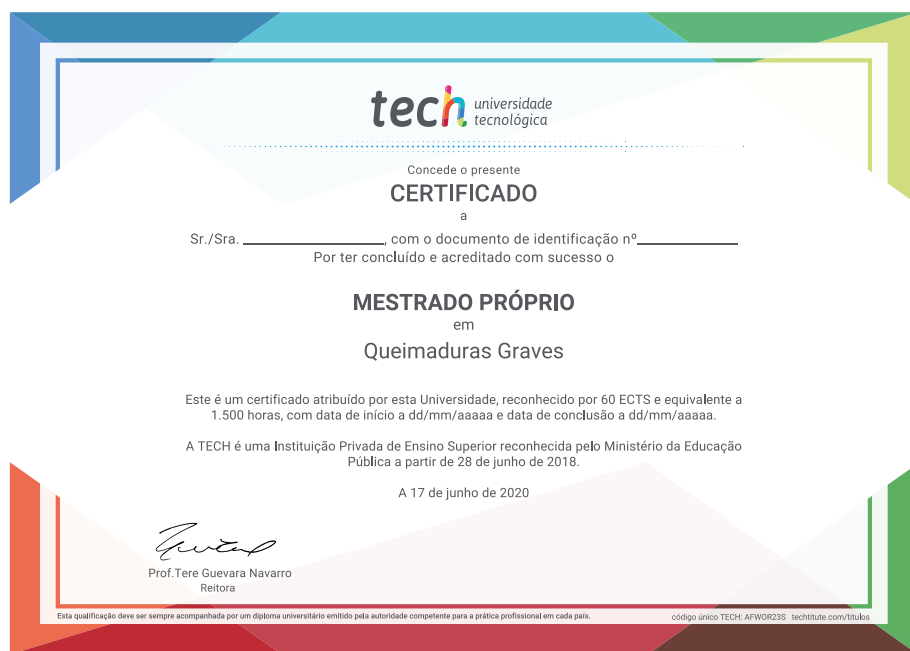 tech universidade
tecnológica
Concede o presente
CERTIFICADO
a
Sr./Sra. ________________, com o documento de identificação nº____________
Por ter concluído e acreditado com sucesso o
MESTRADO PRÓPRIO
em
Queimaduras Graves
Este é um certificado atribuído por esta Universidade, reconhecido por 60 ECTS e equivalente a
1.500 horas, com data de início a dd/mm/aaaaa e data de conclusão a dd/mm/aaaaa.
A TECH é uma Instituição Privada de Ensino Superior reconhecida pelo Ministério da Educação
Pública a partir de 28 de junho de 2018.
A 17 de junho de 2020
Prof.Tere Guevara Navarro
Reitora
Esta qualificação deve ser sempre acompanhada por um diploma universitário emitido pela autoridade competente para a prática profissional em cada país.
código único TECH: AFWOR23S techtitute.com/titulos